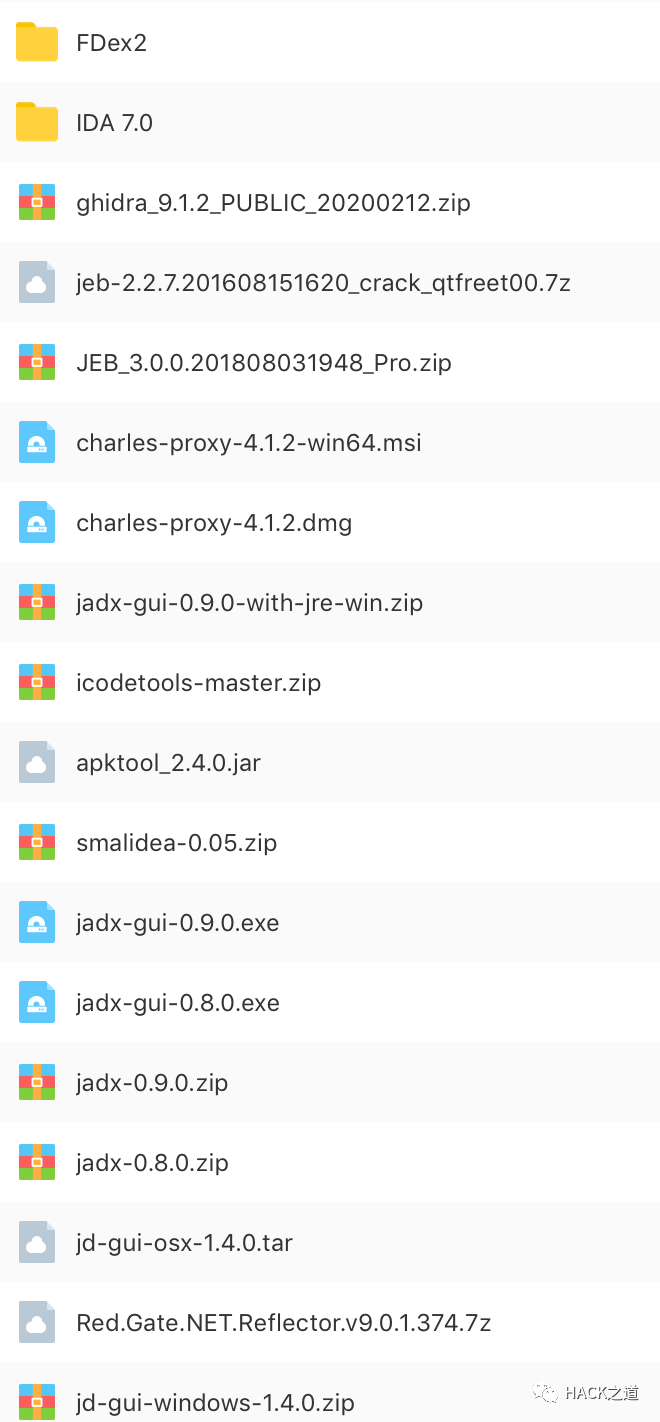 FDex2
IDA 7.0
ghidra_9.1.2_PUBLIC_20200212.zip
jeb-2.2.7.201608151620_crack_qtfreet00.7z
JEB_3.0.0.201808031948_Pro.zip
charles-proxy-4.1.2-win64.msi
charles-proxy-4.1.2.dmg
jadx-gui-0.9.0-with-jre-win.zip
icodetools-master.zip
apktool_2.4.0.jar
smalidea-0.05.zip
jadx-gui-0.9.0.exe
jadx-gui-0.8.0.exe
jadx-0.9.0.zip
jadx-0.8.0.zip
jd-gui-osx-1.4.0.tar
Red.Gate.NET.Reflector.v9.0.1.374.7z
jd-gui-windows-1.4.0.zip
HACK之道